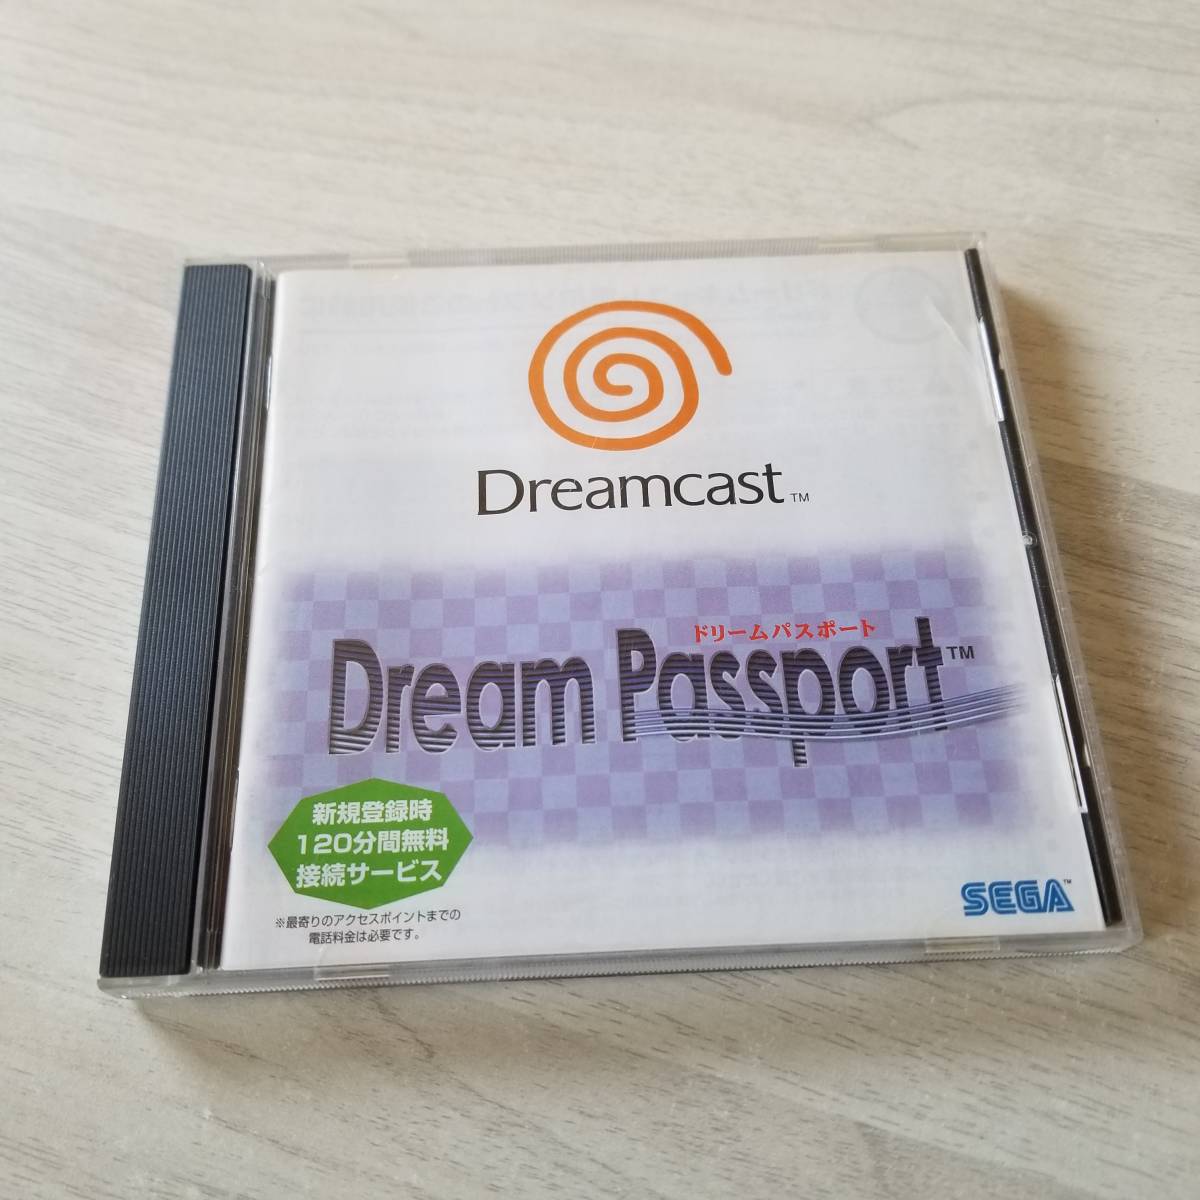 Dreamcast™
ドリームパスポート
Dream Passport™
新規登録時
120分間無料
接続サービス
※最寄りのアクセスポイントまでの
電話料金は必要です。
SEGA™